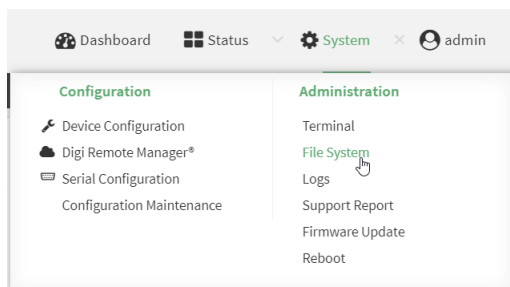 Dashboard Status System admin
Configuration
Device Configuration
Digi Remote Manager®
Serial Configuration
Configuration Maintenance
Administration
Terminal
File System
Logs
Support Report
Firmware Update
Reboot